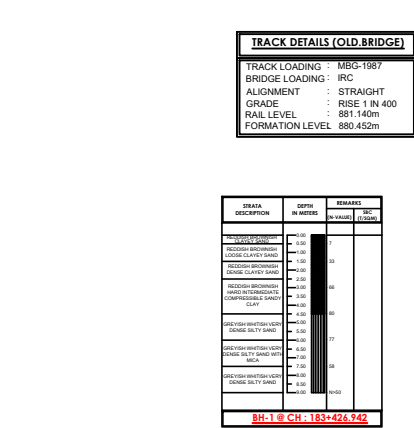 TRACK DETAILS (OLD.BRIDGE)
TRACK LOADING : MBG-1987
BRIDGE LOADING : IRC
ALIGNMENT : STRAIGHT
GRADE : RISE 1 IN 400
RAIL LEVEL : 881.140m
FORMATION LEVEL 880.452m
STRATA DESCRIPTION
DEPTH IN METERS
REMARKS
(N-VALUE)
SBC (T/SQM)
REDDISH BROWNISH
CLAYEY SAND
REDDISH BROWNISH
LOOSE CLAYEY SAND
REDDISH BROWNISH
DENSE CLAYEY SAND
REDDISH BROWNISH
HARD INTERMEDIATE
COMPRESSIBLE SANDY
CLAY
GREYISH WHITISH VERY
DENSE SILTY SAND
GREYISH WHITISH VERY
DENSE SILTY SAND WITH
MICA
GREYISH WHITISH VERY
DENSE SILTY SAND
0.00
0.50
1.00
1.50
2.00
2.50
3.00
3.50
4.00
4.50
5.00
5.50
6.00
6.50
7.00
7.50
8.00
8.50
9.00
7
33
77
58
N>50
BH-1 @ CH : 183+426.942